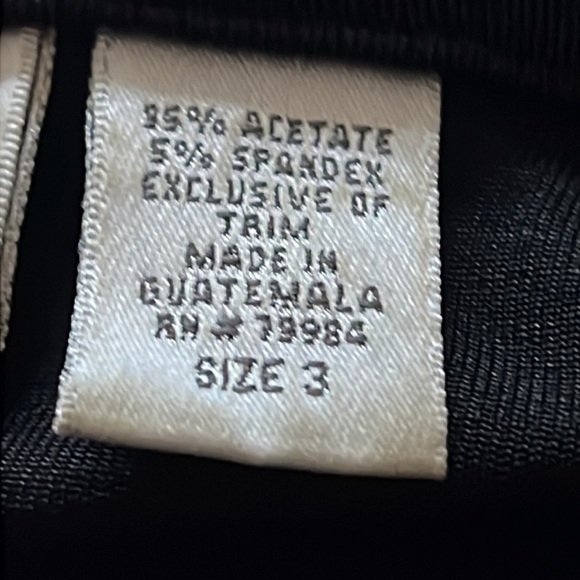 95% ACETATE
5% SPANDEX
EXCLUSIVE OF
TRIM
MADE IN
GUATEMALA
RN # 79984
SIZE 3